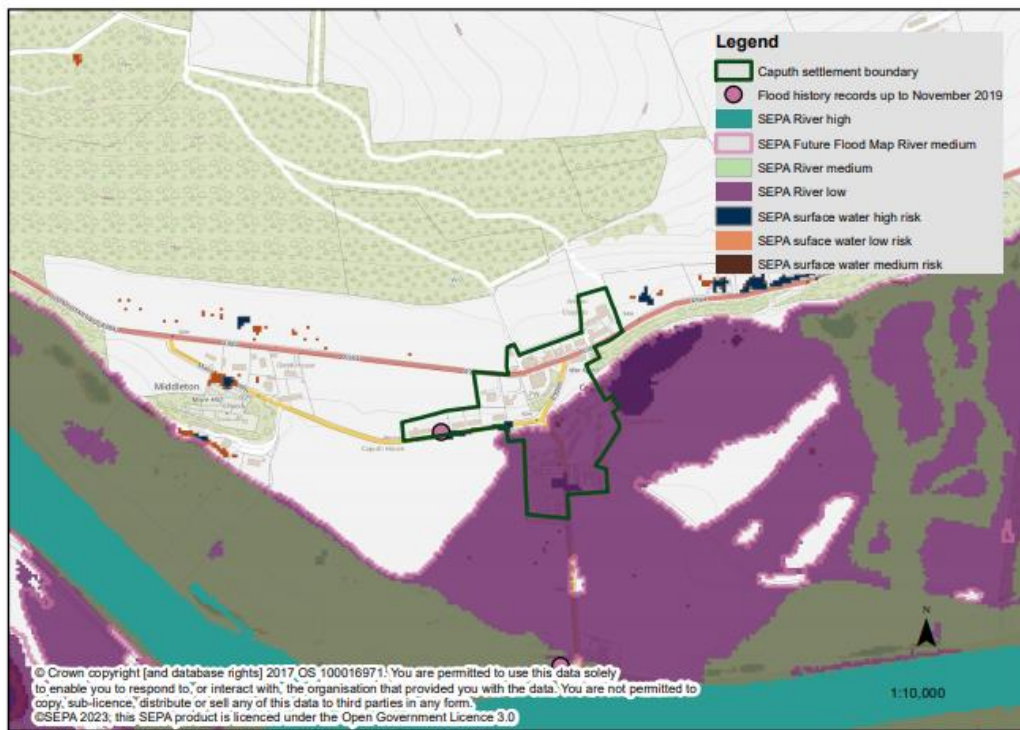 Legend
Caputh settlement boundary
Flood history records up to November 2019
SEPA River high
SEPA Future Flood Map River medium
SEPA River medium
SEPA River low
SEPA surface water high risk
SEPA suface water low risk
SEPA surface water medium risk
Middleton
Caputh House
N
© Crown copyright [and database rights] 2017 OS 100016971. You are permitted to use this data solely
to enable you to respond to, or interact with, the organisation that provided you with the data. You are not permitted to
copy, sub-licence, distribute or sell any of this data to third parties in any form.
©SEPA 2023; this SEPA product is licenced under the Open Government Licence 3.0
1:10,000